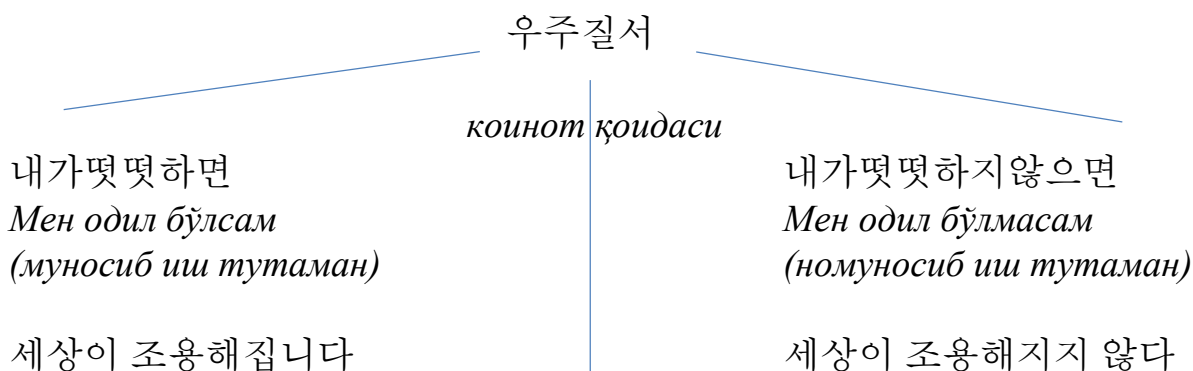 우주질서
коинот қоидаси
내가떳떳하면
Мен одил бўлсам
(муносиб иш тутаман)
세상이 조용해집니다
내가떳떳하지않으면
Мен одил бўлмасам
(номуносиб иш тутаман)
세상이 조용해지지 않다